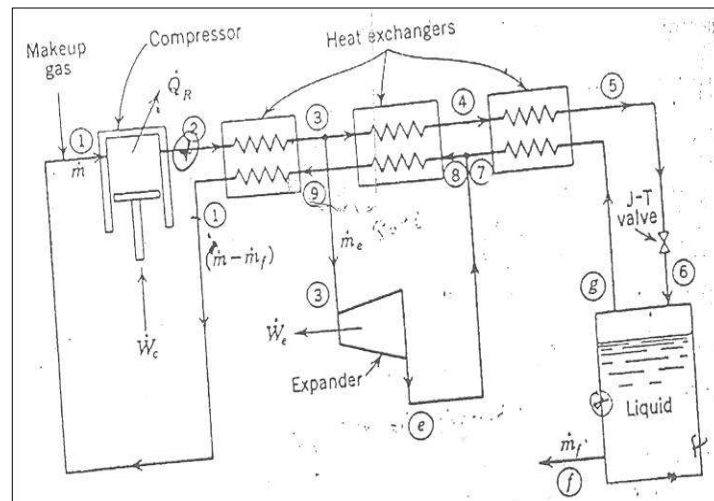 Makeup
gas
Compressor
Heat exchangers
Q̇R
1
2
3
4
5
ṁ
9
8
7
1
(ṁ−ṁf)
ṁe
J-T
valve
6
g
3
Ẇc
Ẇe
Expander
e
Liquid
ṁf
f